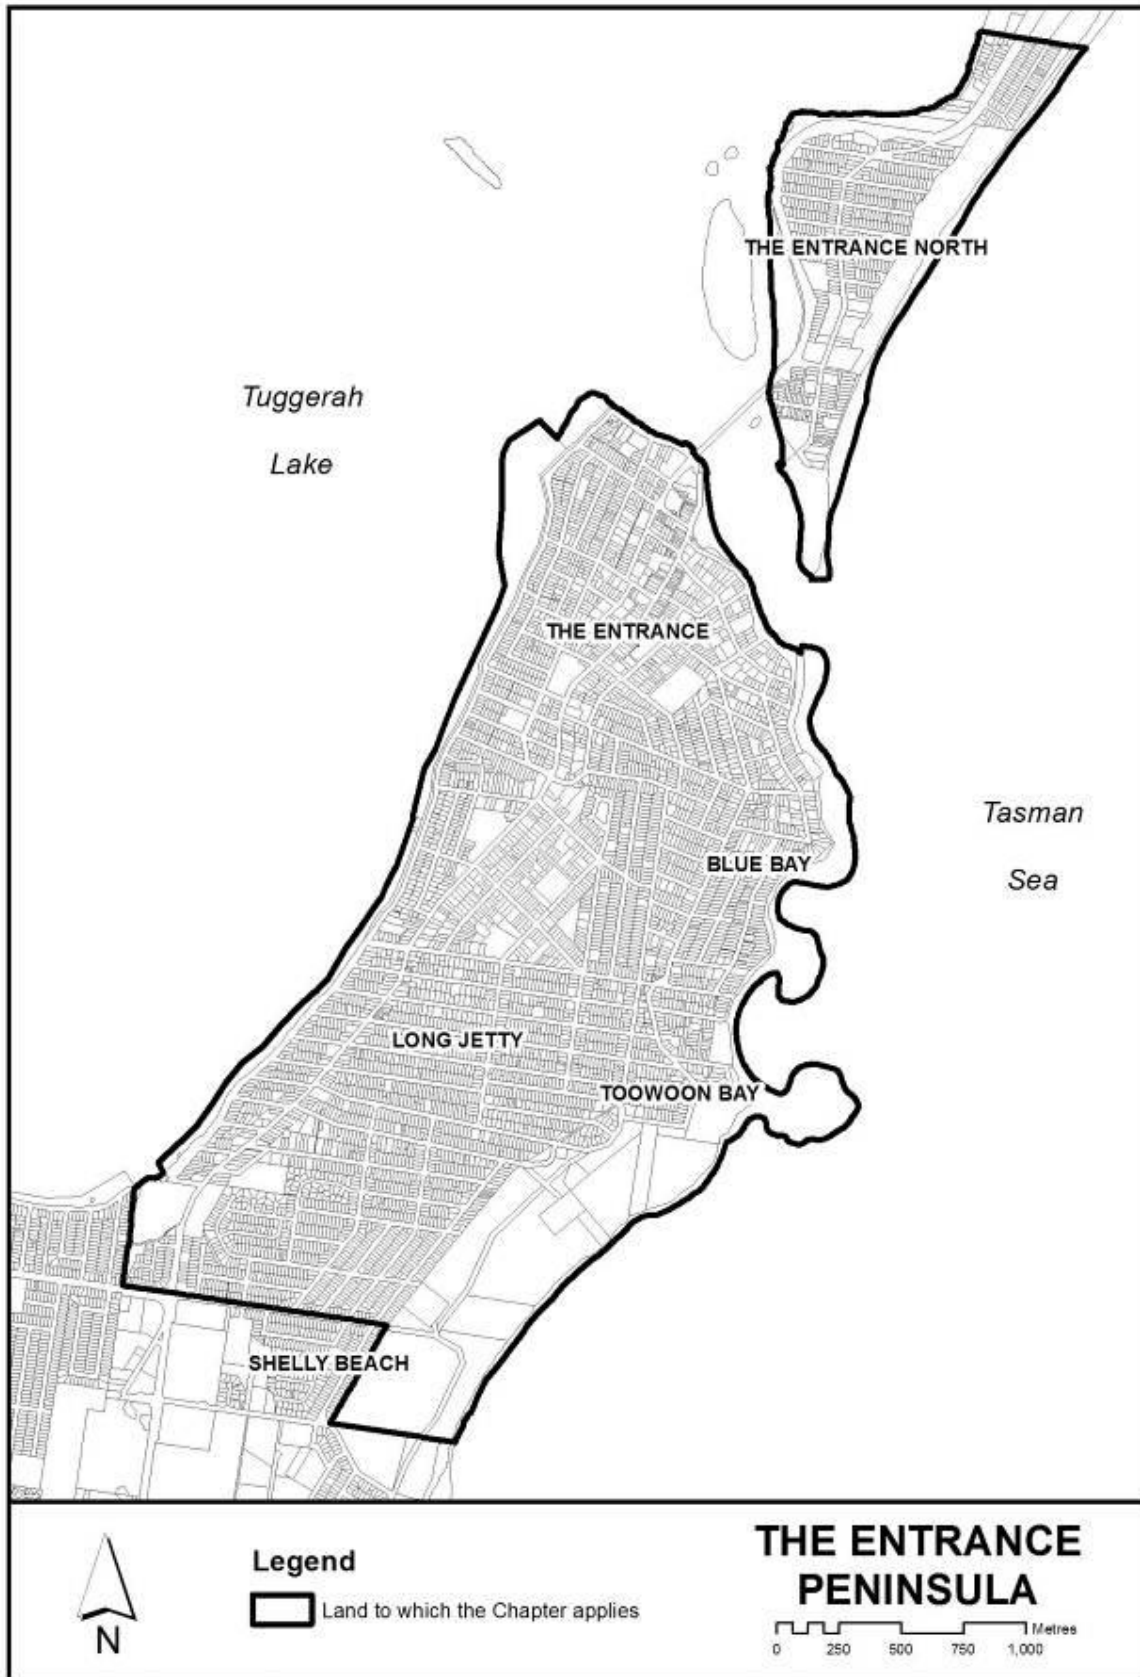 THE ENTRANCE NORTH
Tuggerah
Lake
THE ENTRANCE
Tasman
Sea
BLUE BAY
LONG JETTY
TOOWOON BAY
SHELLY BEACH
N
Legend
Land to which the Chapter applies
THE ENTRANCE
PENINSULA
Metres
0 250 500 750 1,000